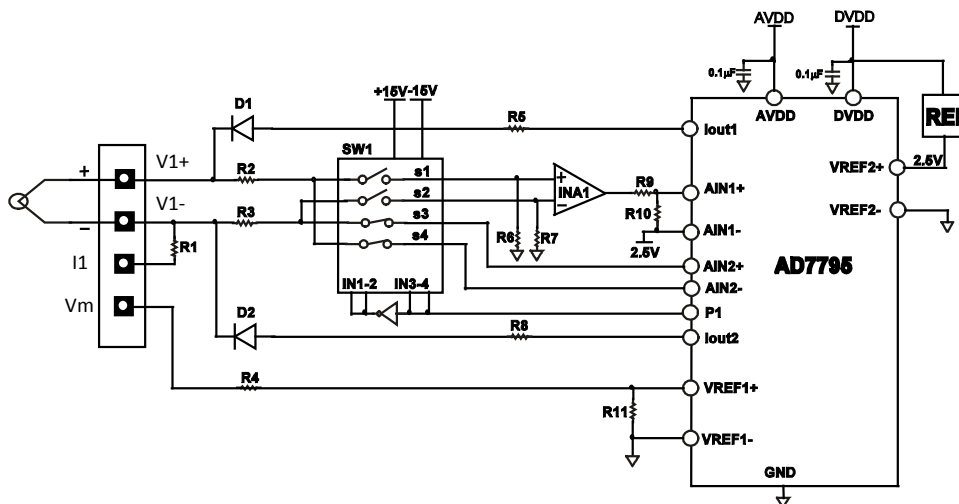 AVDD
DVDD
0.1µF
0.1µF
+15V
-15V
D1
R5
Iout1
AVDD
DVDD
2.5V
VREF2+
SW1
V1+
R2
s1
+
+
INA1
R9
AIN1+
s2
V1-
R3
s3
–
–
R10
VREF2-
R1
s4
R6
R7
AIN1-
2.5V
I1
AIN2+
AD7795
IN1-2
IN3-4
AIN2-
P1
Vm
D2
R8
Iout2
R4
VREF1+
R11
VREF1-
GND